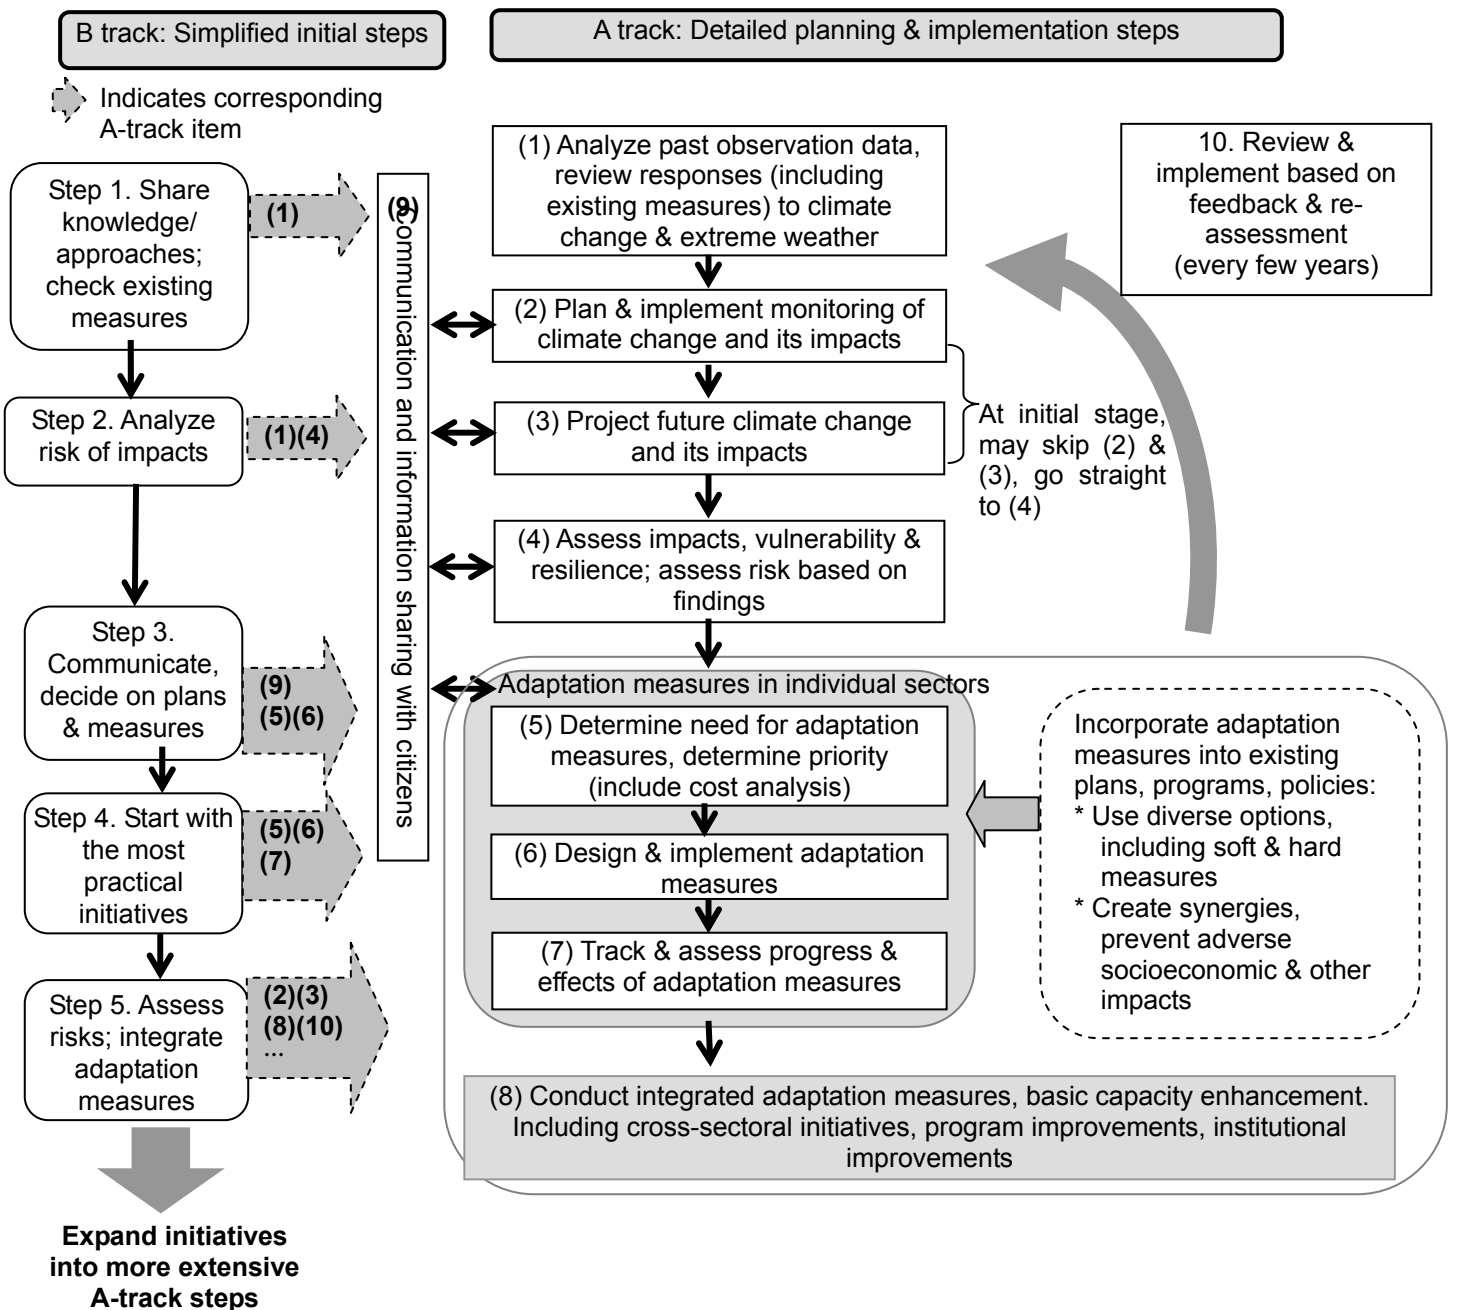 B track: Simplified initial steps
A track: Detailed planning & implementation steps
Indicates corresponding
A-track item
Step 1. Share
knowledge/
approaches;
check existing
measures
(1)
Step 2. Analyze
risk of impacts
(1)(4)
Step 3.
Communicate,
decide on plans
& measures
(9)
(5)(6)
Step 4. Start with
the most
practical
initiatives
(5)(6)
(7)
Step 5. Assess
risks; integrate
adaptation
measures
(2)(3)
(8)(10)
...
Expand initiatives
into more extensive
A-track steps
(9)
Communication and information sharing with citizens
(1) Analyze past observation data,
review responses (including
existing measures) to climate
change & extreme weather
(2) Plan & implement monitoring of
climate change and its impacts
(3) Project future climate change
and its impacts
At initial stage,
may skip (2) &
(3), go straight
to (4)
(4) Assess impacts, vulnerability &
resilience; assess risk based on
findings
Adaptation measures in individual sectors
(5) Determine need for adaptation
measures, determine priority
(include cost analysis)
(6) Design & implement adaptation
measures
(7) Track & assess progress &
effects of adaptation measures
(8) Conduct integrated adaptation measures, basic capacity enhancement.
Including cross-sectoral initiatives, program improvements, institutional
improvements
10. Review &
implement based on
feedback & re-
assessment
(every few years)
Incorporate adaptation
measures into existing
plans, programs, policies:
* Use diverse options,
including soft & hard
measures
* Create synergies,
prevent adverse
socioeconomic & other
impacts